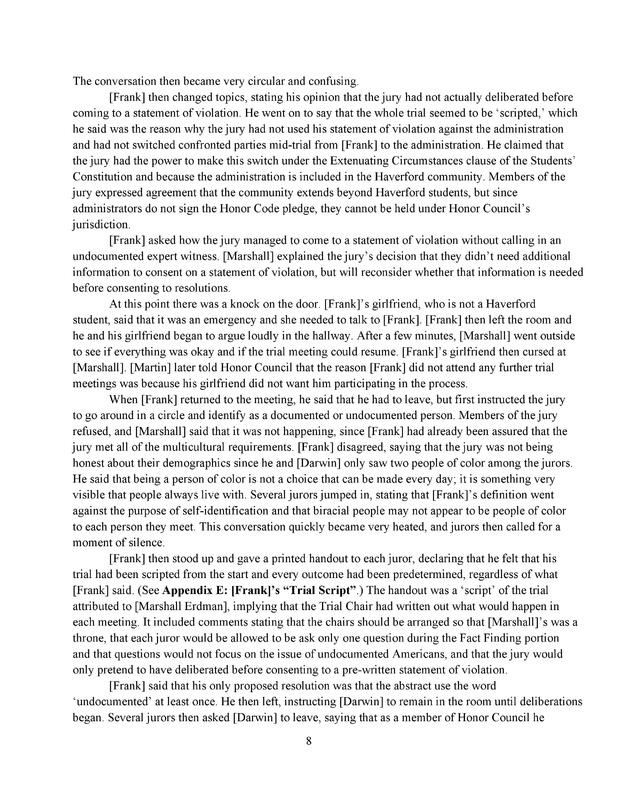 The conversation then became very circular and confusing.
[Frank] then changed topics, stating his opinion that the jury had not actually deliberated before
coming to a statement of violation. He went on to say that the whole trial seemed to be ‘scripted,’ which
he said was the reason why the jury had not used his statement of violation against the administration
and had not switched confronted parties mid-trial from [Frank] to the administration. He claimed that
the jury had the power to make this switch under the Extenuating Circumstances clause of the Students’
Constitution and because the administration is included in the Haverford community. Members of the
jury expressed agreement that the community extends beyond Haverford students, but since
administrators do not sign the Honor Code pledge, they cannot be held under Honor Council’s
jurisdiction.
[Frank] asked how the jury managed to come to a statement of violation without calling in an
undocumented expert witness. [Marshall] explained the jury’s decision that they didn’t need additional
information to consent on a statement of violation, but will reconsider whether that information is needed
before consenting to resolutions.
At this point there was a knock on the door. [Frank]’s girlfriend, who is not a Haverford
student, said that it was an emergency and she needed to talk to [Frank]. [Frank] then left the room and
he and his girlfriend began to argue loudly in the hallway. After a few minutes, [Marshall] went outside
to see if everything was okay and if the trial meeting could resume. [Frank]’s girlfriend then cursed at
[Marshall]. [Martin] later told Honor Council that the reason [Frank] did not attend any further trial
meetings was because his girlfriend did not want him participating in the process.
When [Frank] returned to the meeting, he said that he had to leave, but first instructed the jury
to go around in a circle and identify as a documented or undocumented person. Members of the jury
refused, and [Marshall] said that it was not happening, since [Frank] had already been assured that the
jury met all of the multicultural requirements. [Frank] disagreed, saying that the jury was not being
honest about their demographics since he and [Darwin] only saw two people of color among the jurors.
He said that being a person of color is not a choice that can be made every day; it is something very
visible that people always live with. Several jurors jumped in, stating that [Frank]’s definition went
against the purpose of self-identification and that biracial people may not appear to be people of color
to each person they meet. This conversation quickly became very heated, and jurors then called for a
moment of silence.
[Frank] then stood up and gave a printed handout to each juror, declaring that he felt that his
trial had been scripted from the start and every outcome had been predetermined, regardless of what
[Frank] said. (See Appendix E: [Frank]’s “Trial Script”.) The handout was a ‘script’ of the trial
attributed to [Marshall Erdman], implying that the Trial Chair had written out what would happen in
each meeting. It included comments stating that the chairs should be arranged so that [Marshall]’s was a
throne, that each juror would be allowed to be ask only one question during the Fact Finding portion
and that questions would not focus on the issue of undocumented Americans, and that the jury would
only pretend to have deliberated before consenting to a pre-written statement of violation.
[Frank] said that his only proposed resolution was that the abstract use the word
‘undocumented’ at least once. He then left, instructing [Darwin] to remain in the room until deliberations
began. Several jurors then asked [Darwin] to leave, saying that as a member of Honor Council he
8